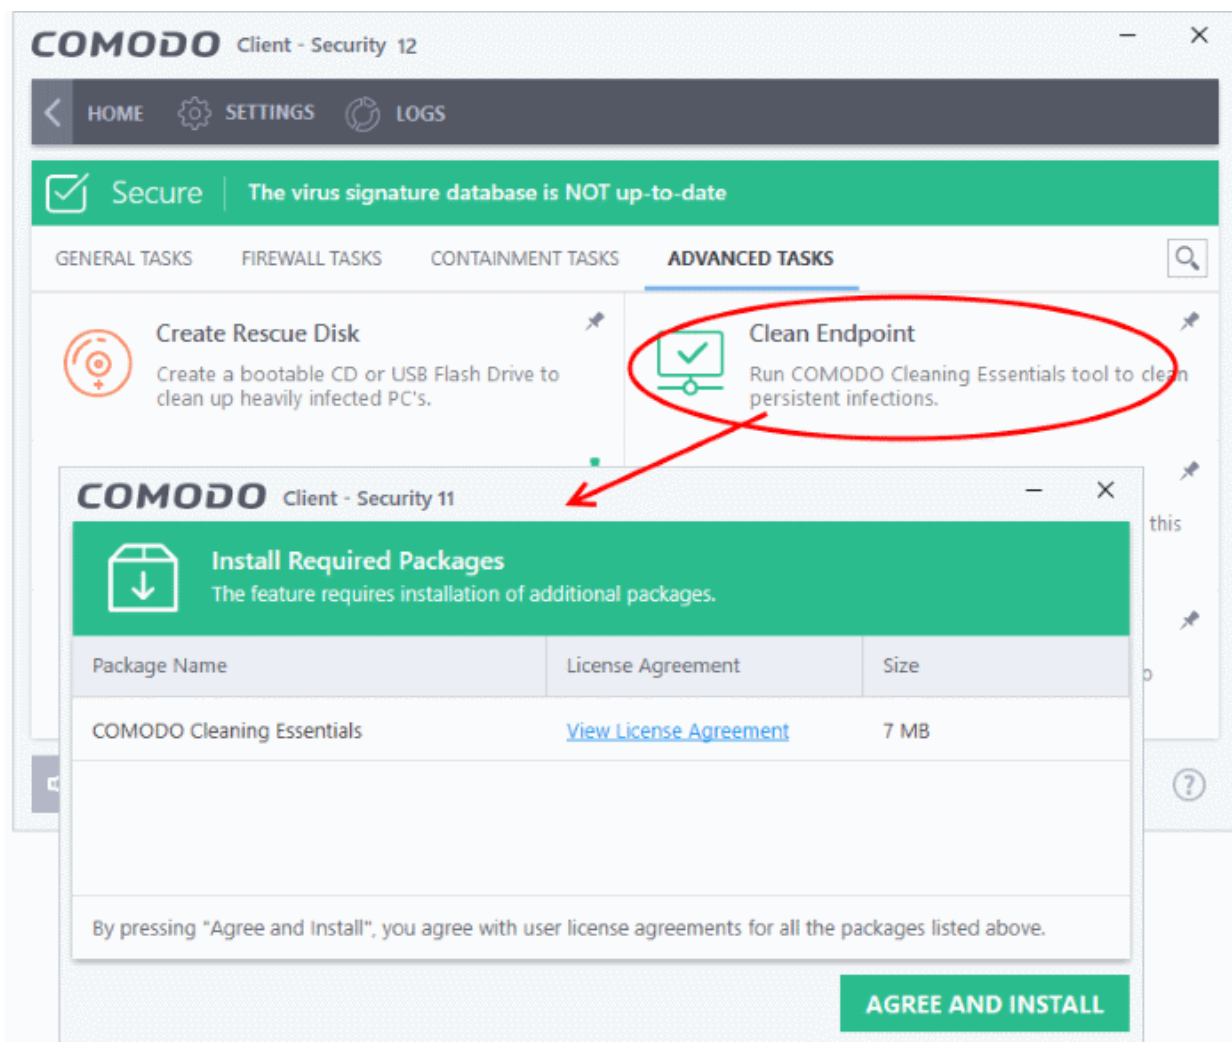 COMODO Client - Security 12
HOME SETTINGS LOGS
Secure The virus signature database is NOT up-to-date
GENERAL TASKS FIREWALL TASKS CONTAINMENT TASKS ADVANCED TASKS
Create Rescue Disk
Create a bootable CD or USB Flash Drive to
clean up heavily infected PC's.
Clean Endpoint
Run COMODO Cleaning Essentials tool to clean
persistent infections.
this
COMODO Client - Security 11
Install Required Packages
The feature requires installation of additional packages.
Package Name License Agreement Size
COMODO Cleaning Essentials View License Agreement 7 MB
By pressing "Agree and Install", you agree with user license agreements for all the packages listed above.
AGREE AND INSTALL
?